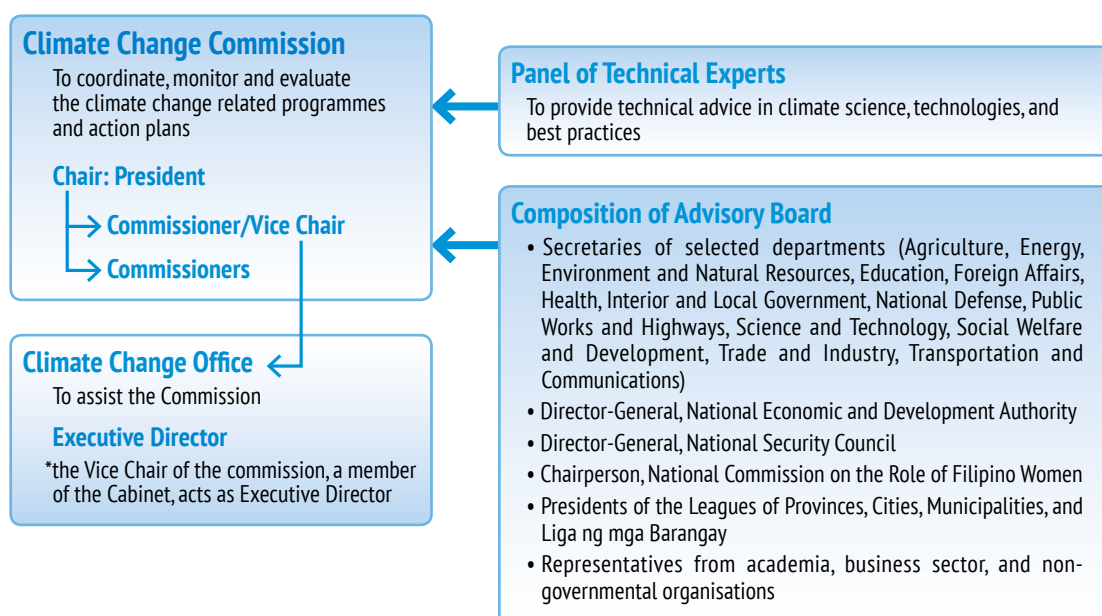 Climate Change Commission
To coordinate, monitor and evaluate
the climate change related programmes
and action plans
Chair: President
Commissioner/Vice Chair
Commissioners
Climate Change Office
To assist the Commission
Executive Director
*the Vice Chair of the commission, a member
of the Cabinet, acts as Executive Director
Panel of Technical Experts
To provide technical advice in climate science, technologies, and
best practices
Composition of Advisory Board
• Secretaries of selected departments (Agriculture, Energy,
Environment and Natural Resources, Education, Foreign Affairs,
Health, Interior and Local Government, National Defense, Public
Works and Highways, Science and Technology, Social Welfare
and Development, Trade and Industry, Transportation and
Communications)
• Director-General, National Economic and Development Authority
• Director-General, National Security Council
• Chairperson, National Commission on the Role of Filipino Women
• Presidents of the Leagues of Provinces, Cities, Municipalities, and
Liga ng mga Barangay
• Representatives from academia, business sector, and non-
governmental organisations